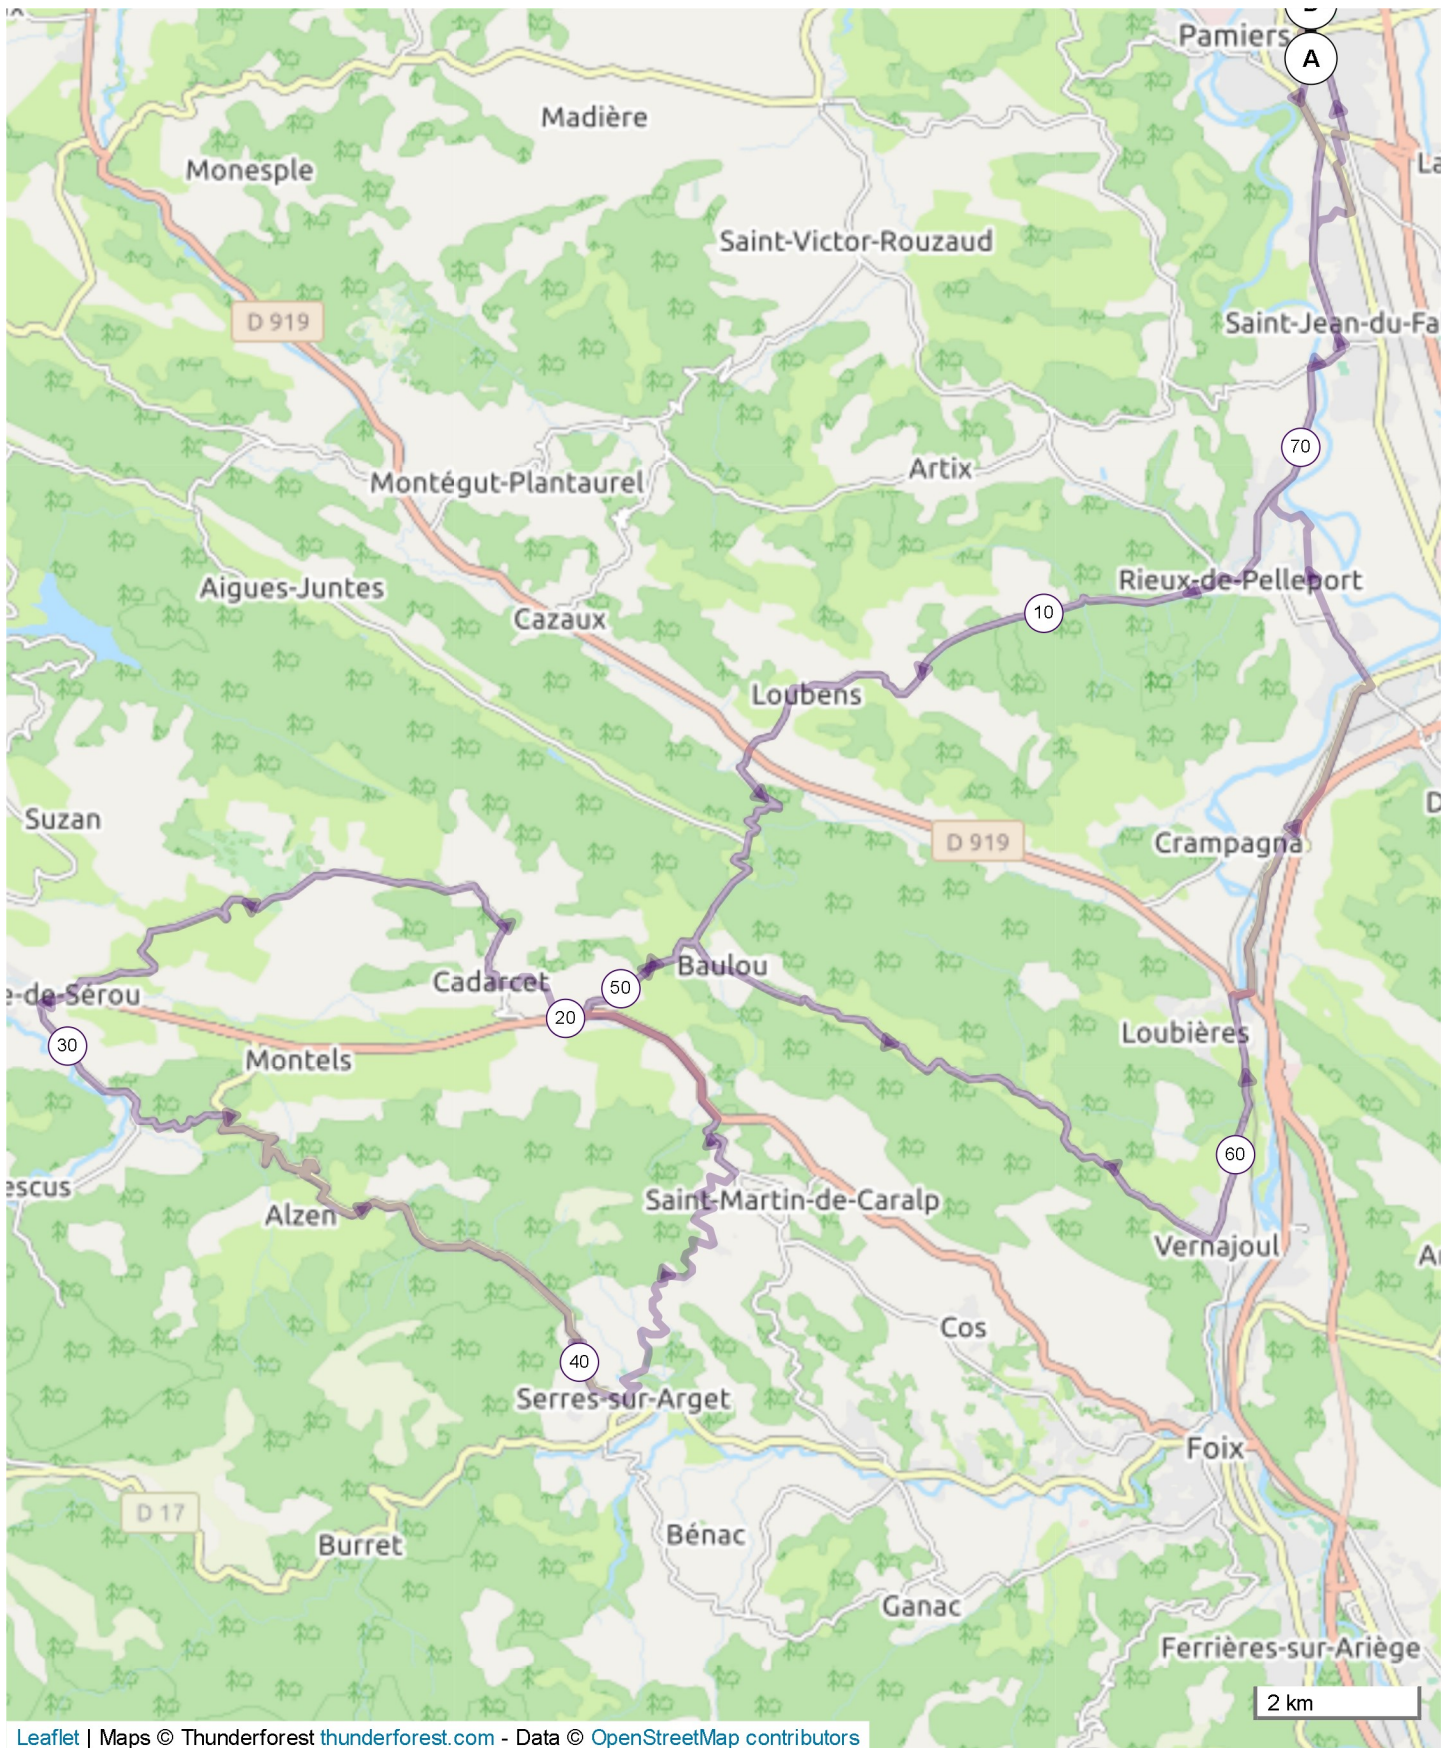 Pamiers
A
Madière
Monesple
Saint-Victor-Rouzaud
D 919
Saint-Jean-du-Fa
70
Artix
Montégut-Plantaurel
Rieux-de-Pelleport
Aigues-Juntes
10
Cazaux
Loubens
Suzan
D 919
Crampagna
Baulou
Cadarcet
50
e-de-Sérou
20
Loubières
30
Montels
60
escus
Saint-Martin-de-Caralp
Alzen
Vernajoul
Cos
40
Serres-sur-Arget
Foix
D 17
Bénac
Burret
Ganac
Ferrières-sur-Ariège
2 km
Leaflet | Maps © Thunderforest thunderforest.com - Data © OpenStreetMap contributors